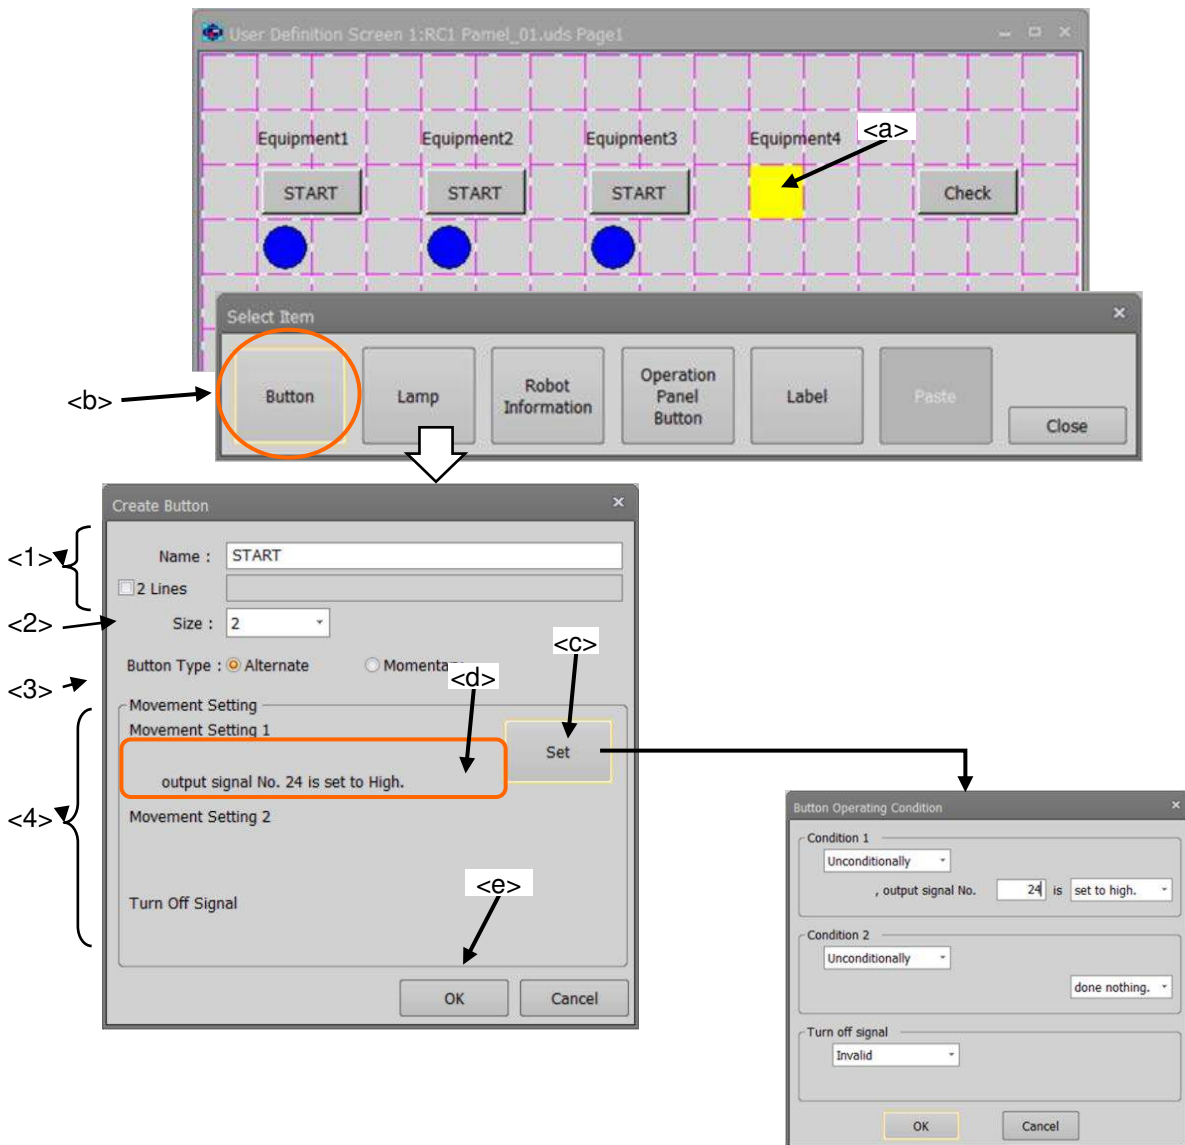 User Definition Screen 1:RC1 Pamel_01.uds Page1
Equipment1 Equipment2 Equipment3 Equipment4 <a>
START START START Check
Select Item
Button Lamp Robot Information Operation Panel Button Label Paste Close
<b>
Create Button
<1> Name : START
2 Lines
<2> Size : 2
<c>
Button Type : Alternate Momentary
<d>
<3>
Movement Setting
Movement Setting 1
Set
output signal No. 24 is set to High.
<4> Movement Setting 2
<e>
Turn Off Signal
OK Cancel
Button Operating Condition
Condition 1
Unconditionally
, output signal No. 24 is set to high.
Condition 2
Unconditionally
done nothing.
Turn off signal
Invalid
OK Cancel